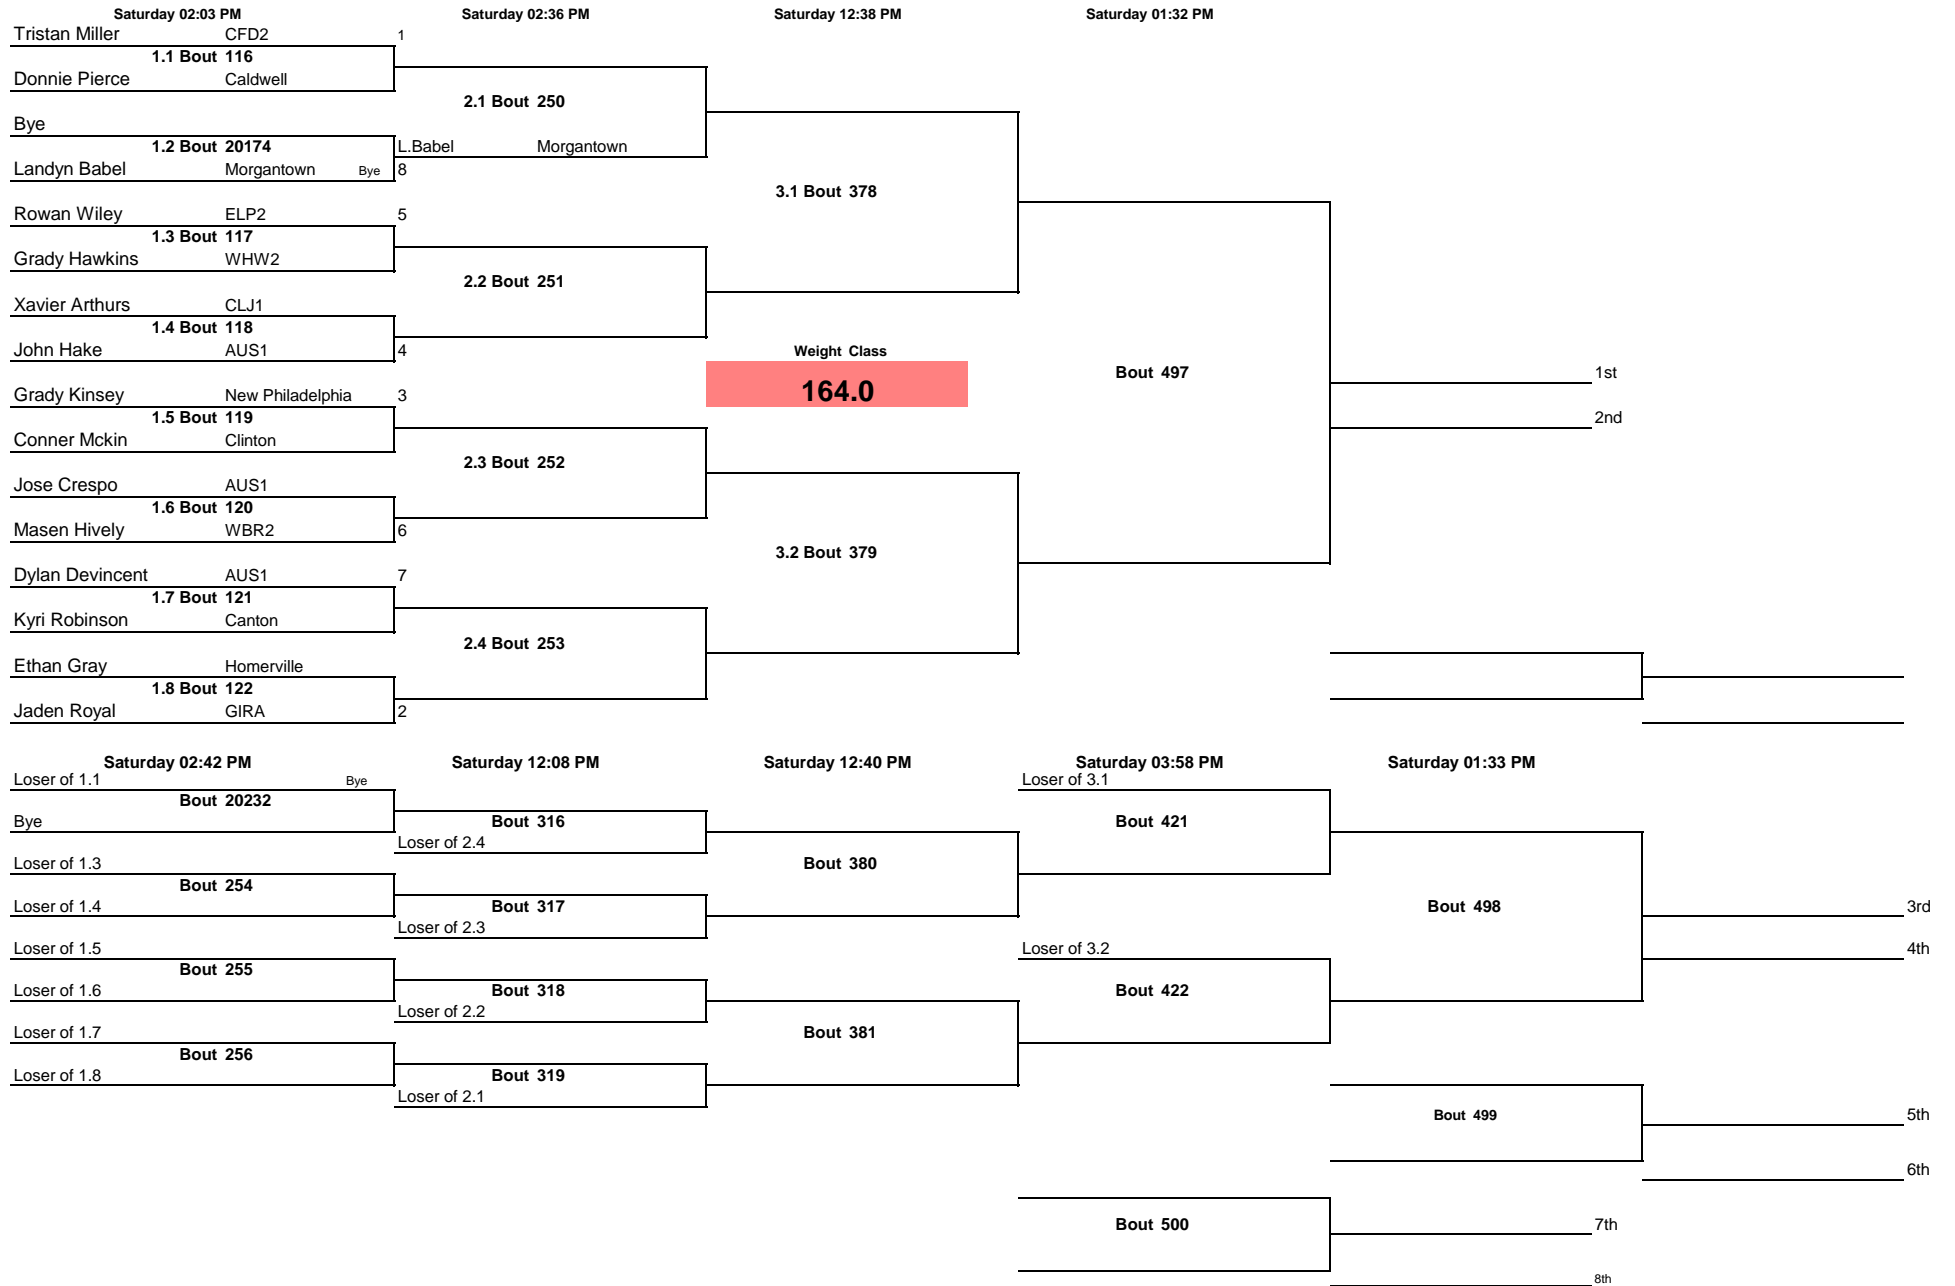 Saturday 02:03 PM Saturday 02:36 PM Saturday 12:38 PM Saturday 01:32 PM
Tristan Miller CFD2 1
1.1 Bout 116
Donnie Pierce Caldwell
2.1 Bout 250
Bye
1.2 Bout 20174 L.Babel Morgantown
Landyn Babel Morgantown Bye 8
3.1 Bout 378
Rowan Wiley ELP2 5
1.3 Bout 117
Grady Hawkins WHW2
2.2 Bout 251
Xavier Arthurs CLJ1
1.4 Bout 118
John Hake AUS1 4 Weight Class
Bout 497 1st
Grady Kinsey New Philadelphia 3 164.0
1.5 Bout 119 2nd
Conner Mckin Clinton
2.3 Bout 252
Jose Crespo AUS1
1.6 Bout 120
Masen Hively WBR2 6
3.2 Bout 379
Dylan Devincent AUS1 7
1.7 Bout 121
Kyri Robinson Canton
2.4 Bout 253
Ethan Gray Homerville
1.8 Bout 122
Jaden Royal GIRA 2
Saturday 02:42 PM Saturday 12:08 PM Saturday 12:40 PM Saturday 03:58 PM Saturday 01:33 PM
Loser of 1.1 Bye Loser of 3.1
Bout 20232
Bye Bout 316 Bout 421
Loser of 2.4
Loser of 1.3 Bout 380
Bout 254
Loser of 1.4 Bout 317 Bout 498 3rd
Loser of 2.3
Loser of 1.5 Loser of 3.2 4th
Bout 255
Loser of 1.6 Bout 318 Bout 422
Loser of 2.2
Loser of 1.7 Bout 381
Bout 256
Loser of 1.8 Bout 319
Loser of 2.1
Bout 499 5th
6th
Bout 500 7th
8th